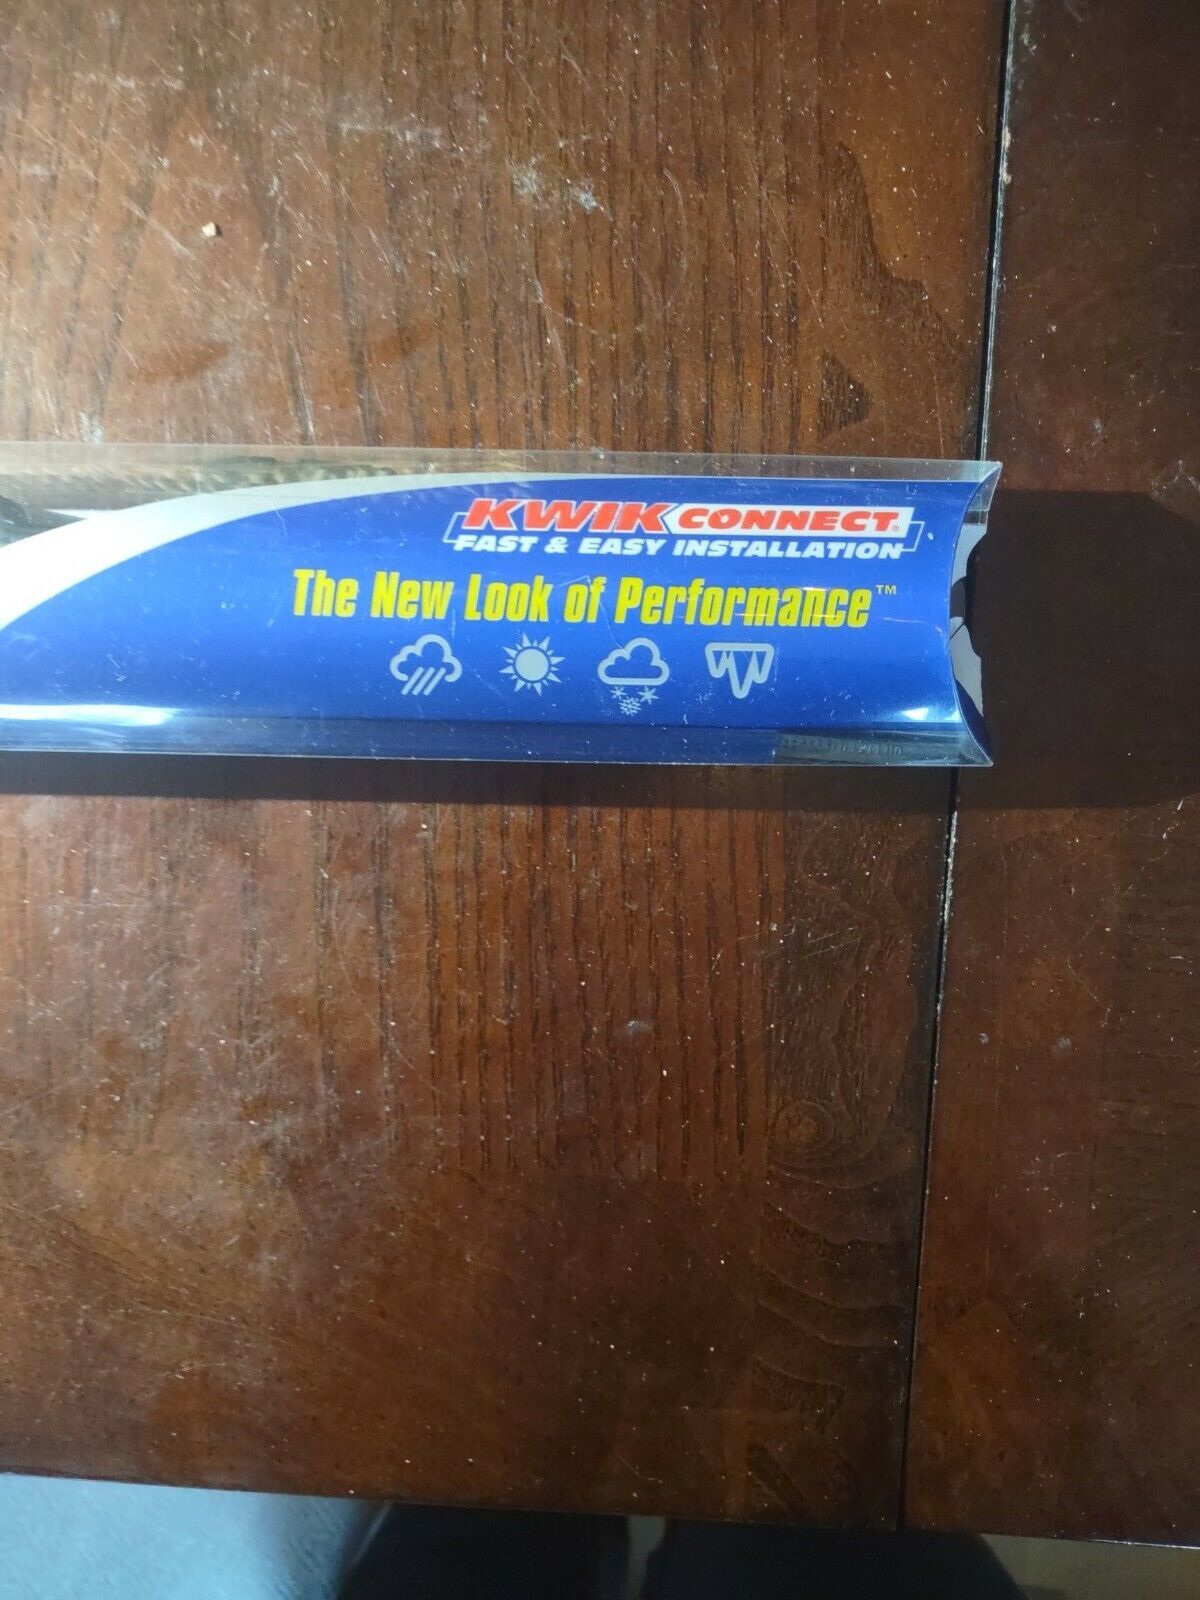 KWIK CONNECT®
FAST & EASY INSTALLATION
The New Look of Performance™